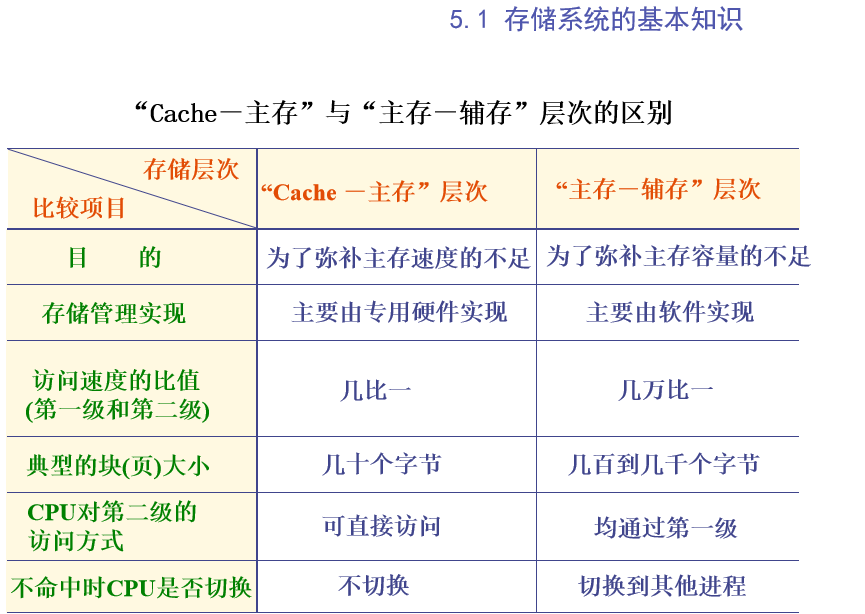 5.1 存储系统的基本知识
“Cache－主存”与“主存－辅存”层次的区别
存储层次
比较项目
“Cache －主存”层次
“主存－辅存”层次
目 的
为了弥补主存速度的不足
为了弥补主存容量的不足
存储管理实现
主要由专用硬件实现
主要由软件实现
访问速度的比值
(第一级和第二级)
几比一
几万比一
典型的块(页)大小
几十个字节
几百到几千个字节
CPU对第二级的
访问方式
可直接访问
均通过第一级
不命中时CPU是否切换
不切换
切换到其他进程